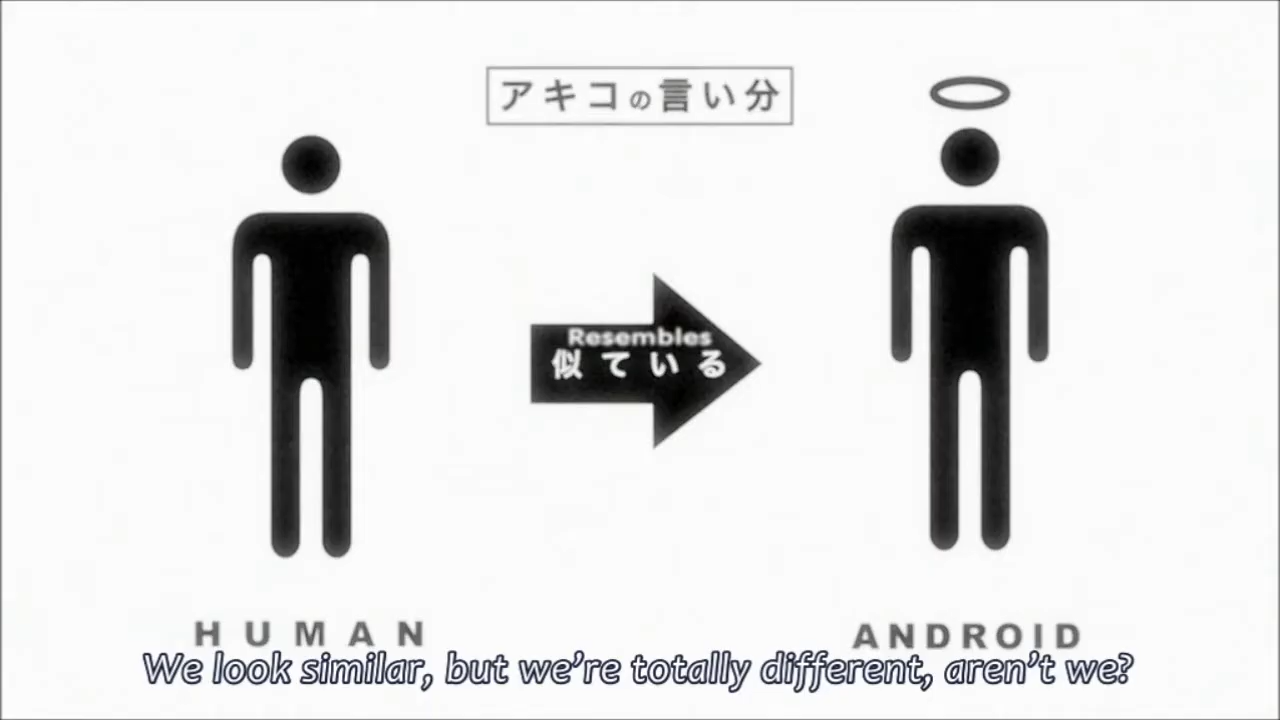 アキコの言い分
Resembles
似ている
HUMAN
ANDROID
We look similar, but we're totally different, aren't we?